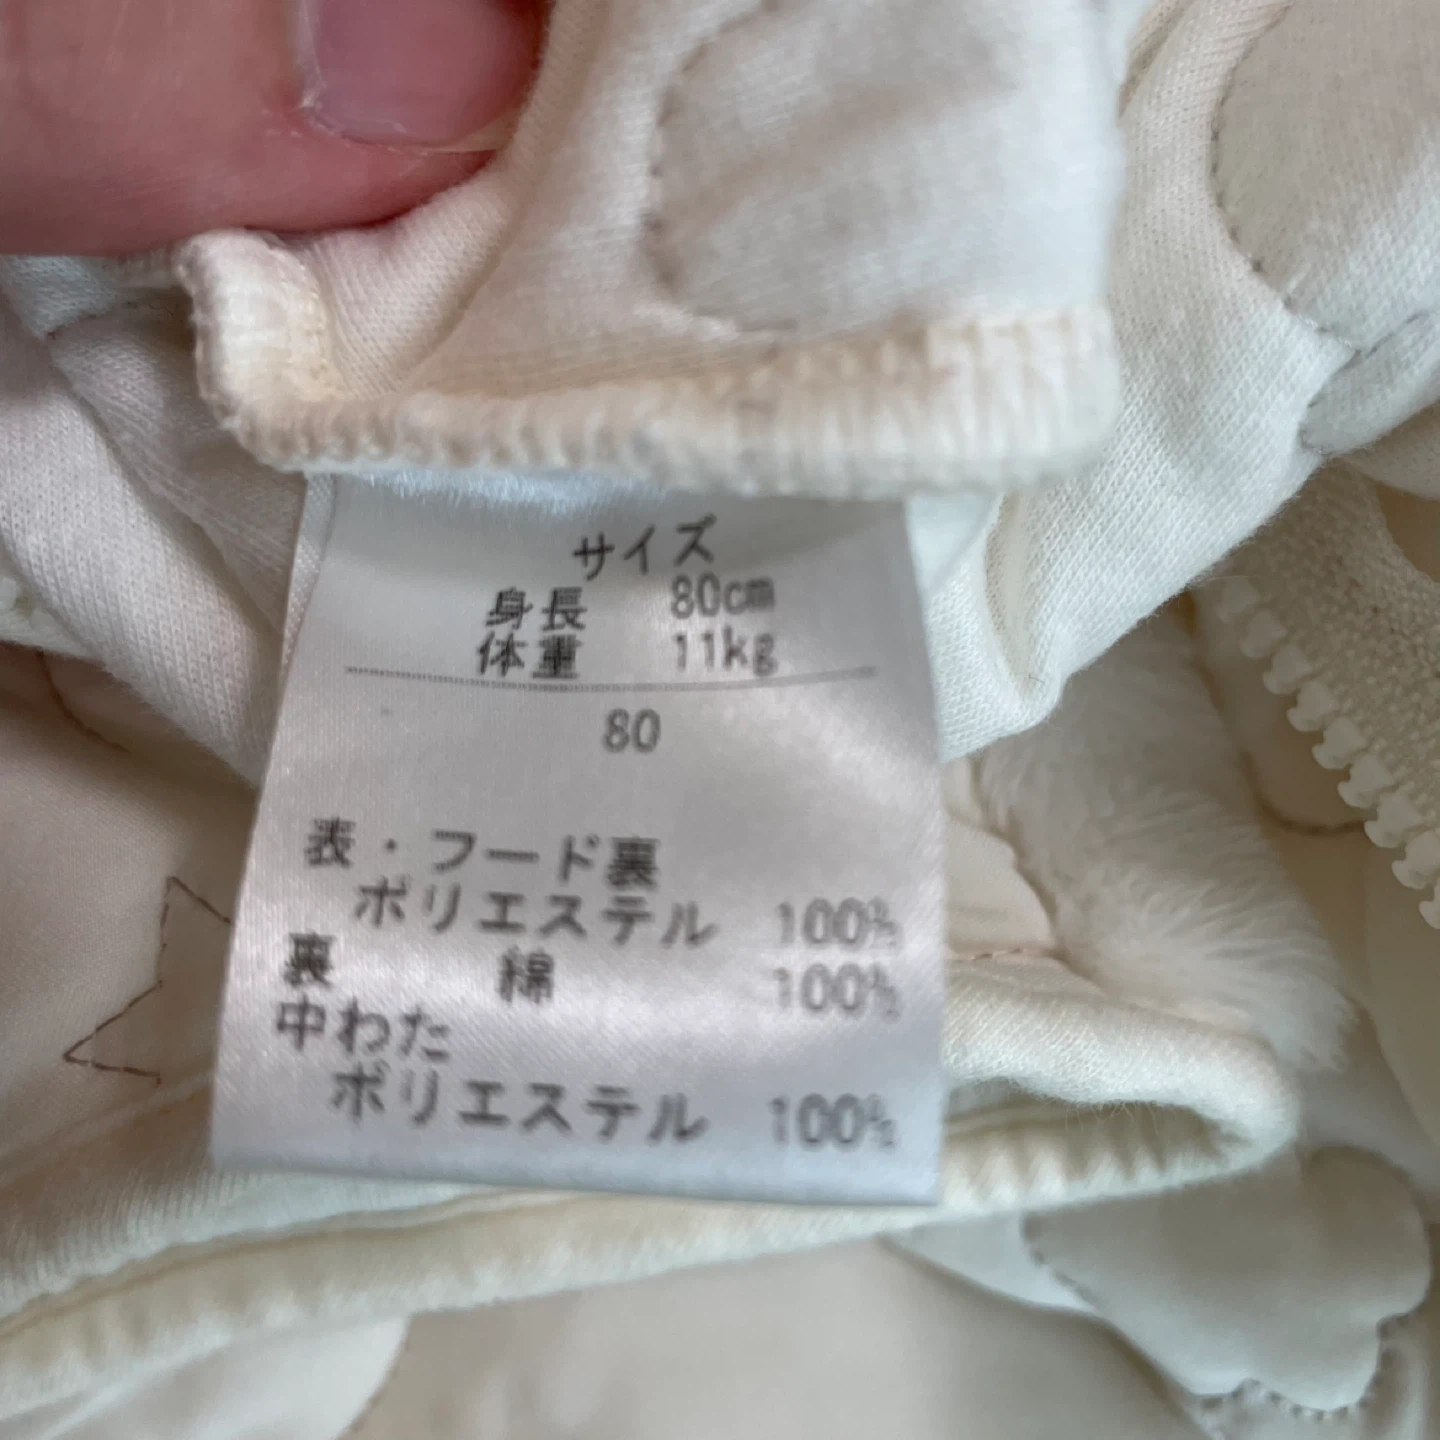 サイズ
身長 80cm
体重 11kg
80
表・フード裏
ポリエステル 100%
裏 綿 100%
中わた
ポリエステル 100%